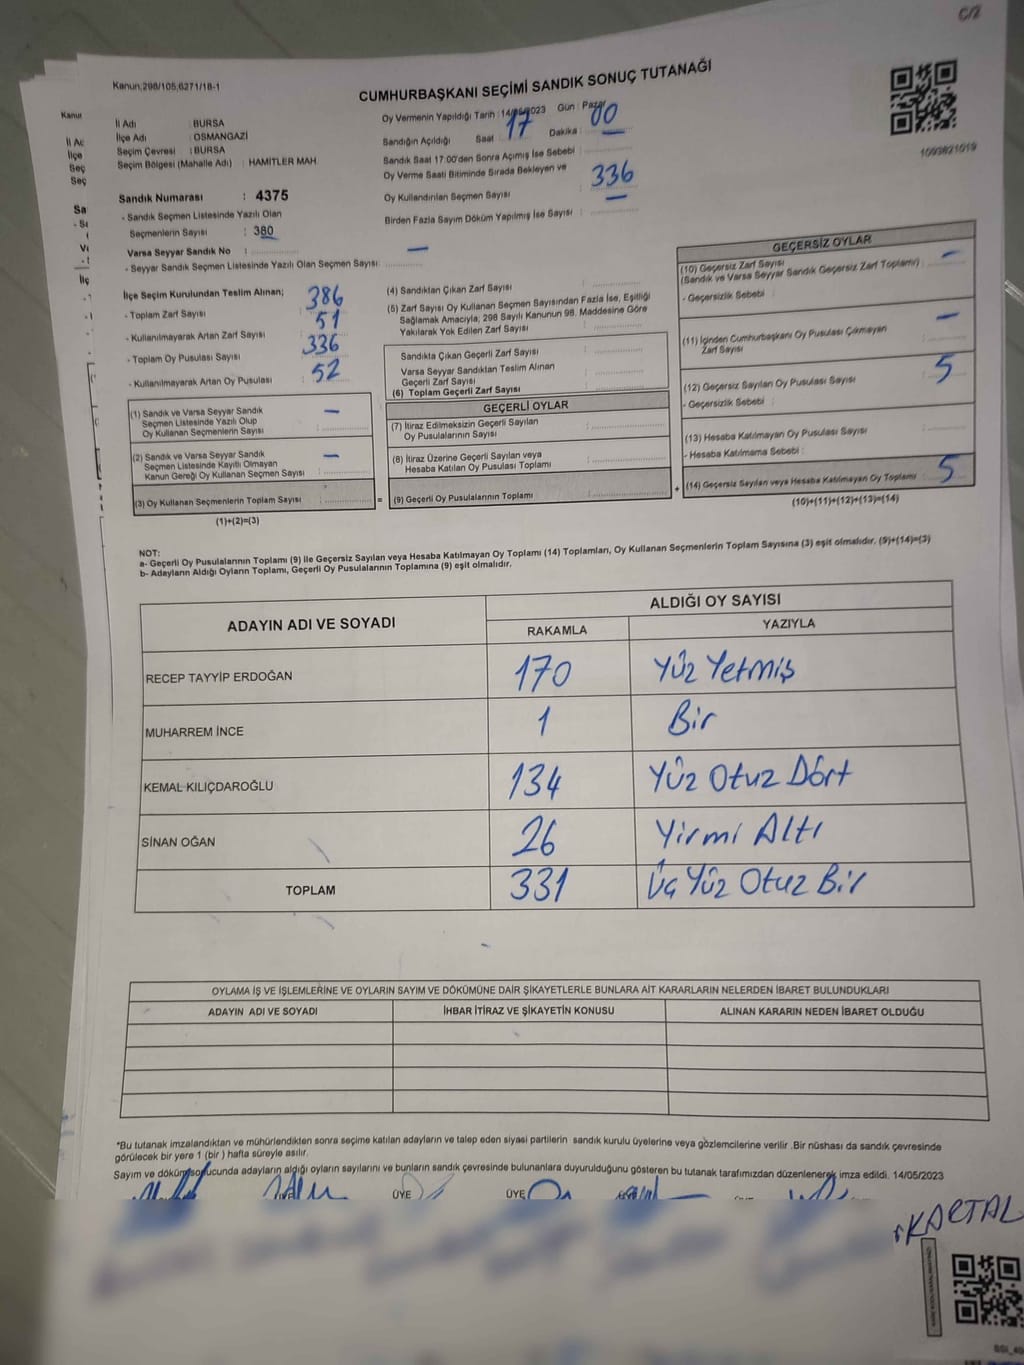 C/2
Kanun,298/105,6271/18-1
CUMHURBAŞKANI SEÇİMİ SANDIK SONUÇ TUTANAĞI
İl Adı : BURSA
İlçe Adı : OSMANGAZİ
Seçim Çevresi : BURSA
Seçim Bölgesi (Mahalle Adı) : HAMİTLER MAH.
Oy Vermenin Yapıldığı Tarih : 14/05/2023 Gün : Pazar
Sandığın Açıldığı Saat 17 Dakika : 00
Sandık Saat 17:00'den Sonra Açımış İse Sebebi : —
Oy Verme Saati Bitiminde Sırada Bekleyen ve
Oy Kullandırılan Seçmen Sayısı : 336
Birden Fazla Sayım Döküm Yapılmış İse Sayısı : —
1093821019
Sandık Numarası : 4375
- Sandık Seçmen Listesinde Yazılı Olan
Seçmenlerin Sayısı : 380
Varsa Seyyar Sandık No :
- Seyyar Sandık Seçmen Listesinde Yazılı Olan Seçmen Sayısı: —
İlçe Seçim Kurulundan Teslim Alınan;
- Toplam Zarf Sayısı 386
- Kullanılmayarak Artan Zarf Sayısı 51
- Toplam Oy Pusulası Sayısı 336
- Kullanılmayarak Artan Oy Pusulası 52
(1) Sandık ve Varsa Seyyar Sandık
Seçmen Listesinde Yazılı Olup
Oy Kullanan Seçmenlerin Sayısı —
(2) Sandık ve Varsa Seyyar Sandık
Seçmen Listesinde Kayıtlı Olmayan
Kanun Gereği Oy Kullanan Seçmen Sayısı —
(3) Oy Kullanan Seçmenlerin Toplam Sayısı =
(1)+(2)=(3)
(4) Sandıktan Çıkan Zarf Sayısı :
(5) Zarf Sayısı Oy Kullanan Seçmen Sayısından Fazla İse, Eşitliği
Sağlamak Amacıyla, 298 Sayılı Kanunun 98. Maddesine Göre
Yakılarak Yok Edilen Zarf Sayısı :
Sandıkta Çıkan Geçerli Zarf Sayısı :
Varsa Seyyar Sandıktan Teslim Alınan
Geçerli Zarf Sayısı :
(6) Toplam Geçerli Zarf Sayısı :
GEÇERLİ OYLAR
(7) İtiraz Edilmeksizin Geçerli Sayılan
Oy Pusulalarının Sayısı :
(8) İtiraz Üzerine Geçerli Sayılan veya
Hesaba Katılan Oy Pusulası Toplamı :
(9) Geçerli Oy Pusulalarının Toplamı : +
GEÇERSİZ OYLAR
(10) Geçersiz Zarf Sayısı
(Sandık ve Varsa Seyyar Sandık Geçersiz Zarf Toplamı) : —
- Geçersizlik Sebebi :
(11) İçinden Cumhurbaşkanı Oy Pusulası Çıkmayan
Zarf Sayısı —
(12) Geçersiz Sayılan Oy Pusulası Sayısı 5
- Geçersizlik Sebebi :
(13) Hesaba Katılmayan Oy Pusulası Sayısı :
- Hesaba Katılmama Sebebi :
(14) Geçersiz Sayılan veya Hesaba Katılmayan Oy Toplamı : 5
(10)+(11)+(12)+(13)=(14)
NOT:
a- Geçerli Oy Pusulalarının Toplamı (9) ile Geçersiz Sayılan veya Hesaba Katılmayan Oy Toplamı (14) Toplamları, Oy Kullanan Seçmenlerin Toplam Sayısına (3) eşit olmalıdır. (9)+(14)=(3)
b- Adayların Aldığı Oyların Toplamı, Geçerli Oy Pusulalarının Toplamına (9) eşit olmalıdır.
ADAYIN ADI VE SOYADI ALDIĞI OY SAYISI
RAKAMLA YAZIYLA
RECEP TAYYİP ERDOĞAN 170 Yüz Yetmiş
MUHARREM İNCE 1 Bir
KEMAL KILIÇDAROĞLU 134 Yüz Otuz Dört
SİNAN OĞAN 26 Yirmi Altı
TOPLAM 331 Üç Yüz Otuz Bir
OYLAMA İŞ VE İŞLEMLERİNE VE OYLARIN SAYIM VE DÖKÜMÜNE DAİR ŞİKAYETLERLE BUNLARA AİT KARARLARIN NELERDEN İBARET BULUNDUKLARI
ADAYIN ADI VE SOYADI İHBAR İTİRAZ VE ŞİKAYETİN KONUSU ALINAN KARARIN NEDEN İBARET OLDUĞU
*Bu tutanak imzalandıktan ve mühürlendikten sonra seçime katılan adayların ve talep eden siyasi partilerin sandık kurulu üyelerine veya gözlemcilerine verilir .Bir nüshası da sandık çevresinde
görülecek bir yere 1 (bir ) hafta süreyle asılır.
Sayım ve döküm sonucunda adayların aldığı oyların sayılarını ve bunların sandık çevresinde bulunanlara duyurulduğunu gösteren bu tutanak tarafımızdan düzenlenerek imza edildi. 14/05/2023
ÜYE ÜYE
KARTAL